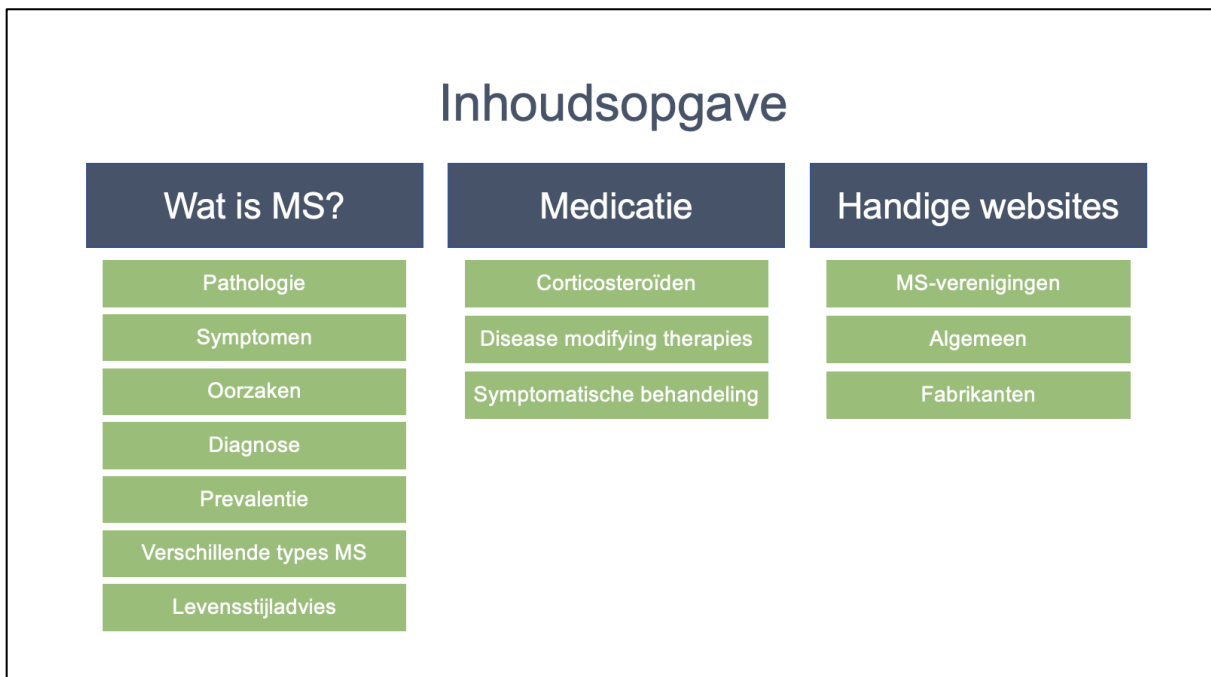 Inhoudsopgave
Wat is MS?
Pathologie
Symptomen
Oorzaken
Diagnose
Prevalentie
Verschillende types MS
Levensstijladvies
Medicatie
Corticosteroïden
Disease modifying therapies
Symptomatische behandeling
Handige websites
MS-verenigingen
Algemeen
Fabrikanten